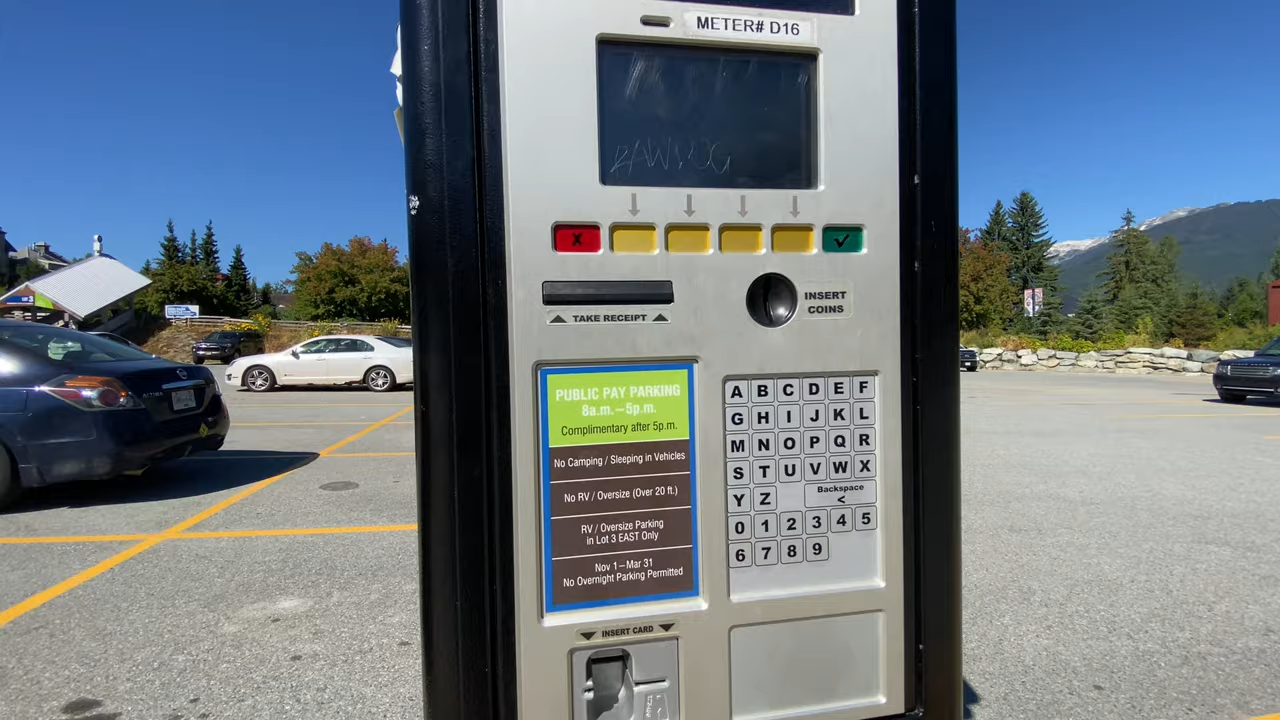 METER# D16
RAWDOG
X
TAKE RECEIPT
INSERT
COINS
PUBLIC PAY PARKING
8a.m.–5p.m.
Complimentary after 5p.m.
No Camping / Sleeping in Vehicles
No RV / Oversize (Over 20 ft.)
RV / Oversize Parking
in Lot 3 EAST Only
Nov 1–Mar 31
No Overnight Parking Permitted
A B C D E F
G H I J K L
M N O P Q R
S T U V W X
Y Z Backspace
<
0 1 2 3 4 5
6 7 8 9
INSERT CARD
ALTIMA